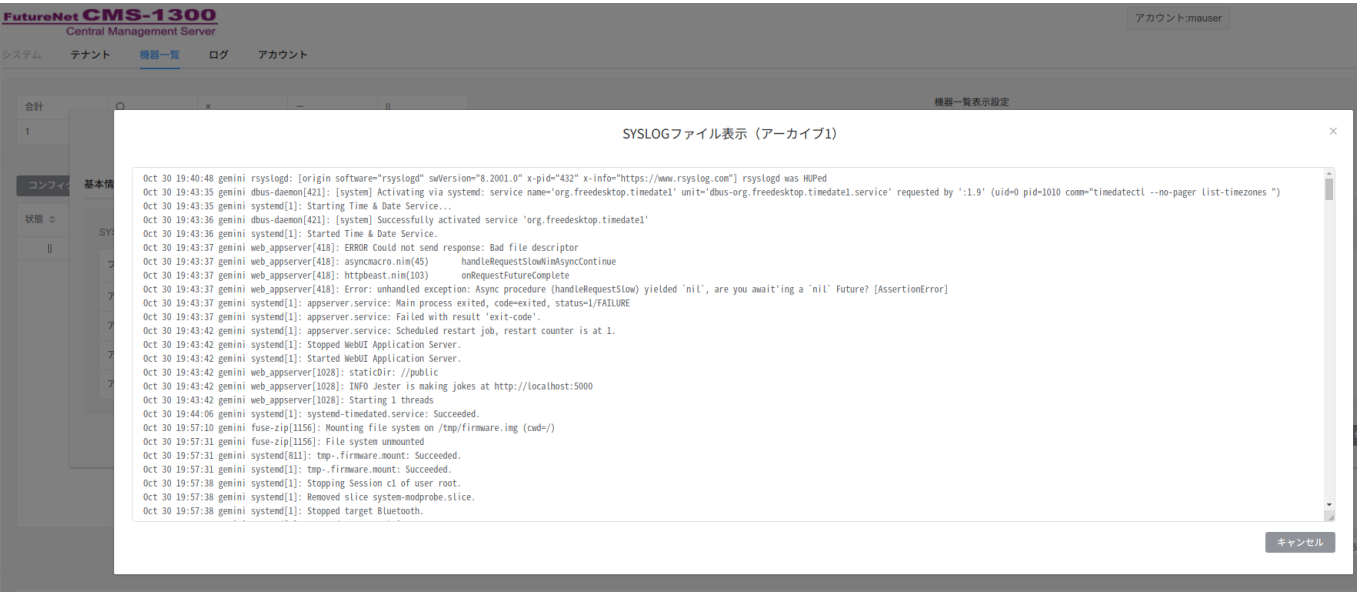 FutureNet CMS-1300
Central Management Server
アカウント:mauser
システム テナント 機器一覧 ログ アカウント
合計 ○ × － ||
機器一覧表示設定
1
SYSLOGファイル表示（アーカイブ1）
×
コンフィグ
基本情
状態
SYS
||
Oct 30 19:40:48 gemini rsyslogd: [origin software="rsyslogd" swVersion="8.2001.0" x-pid="432" x-info="https://www.rsyslog.com"] rsyslogd was HUPed
Oct 30 19:43:35 gemini dbus-daemon[421]: [system] Activating via systemd: service name='org.freedesktop.timedate1' unit='dbus-org.freedesktop.timedate1.service' requested by ':1.9' (uid=0 pid=1010 comm="timedatectl --no-pager list-timezones ")
Oct 30 19:43:35 gemini systemd[1]: Starting Time & Date Service...
Oct 30 19:43:36 gemini dbus-daemon[421]: [system] Successfully activated service 'org.freedesktop.timedate1'
Oct 30 19:43:36 gemini systemd[1]: Started Time & Date Service.
Oct 30 19:43:37 gemini web_appserver[418]: ERROR Could not send response: Bad file descriptor
Oct 30 19:43:37 gemini web_appserver[418]: asyncmacro.nim(45) handleRequestSlowNimAsyncContinue
Oct 30 19:43:37 gemini web_appserver[418]: httpbeast.nim(103) onRequestFutureComplete
Oct 30 19:43:37 gemini web_appserver[418]: Error: unhandled exception: Async procedure (handleRequestSlow) yielded `nil`, are you await'ing a `nil` Future? [AssertionError]
Oct 30 19:43:37 gemini systemd[1]: appserver.service: Main process exited, code=exited, status=1/FAILURE
Oct 30 19:43:37 gemini systemd[1]: appserver.service: Failed with result 'exit-code'.
Oct 30 19:43:42 gemini systemd[1]: appserver.service: Scheduled restart job, restart counter is at 1.
Oct 30 19:43:42 gemini systemd[1]: Stopped WebUI Application Server.
Oct 30 19:43:42 gemini systemd[1]: Started WebUI Application Server.
Oct 30 19:43:42 gemini web_appserver[1028]: staticDir: //public
Oct 30 19:43:42 gemini web_appserver[1028]: INFO Jester is making jokes at http://localhost:5000
Oct 30 19:43:42 gemini web_appserver[1028]: Starting 1 threads
Oct 30 19:44:06 gemini systemd[1]: systemd-timedated.service: Succeeded.
Oct 30 19:57:10 gemini fuse-zip[1156]: Mounting file system on /tmp/firmware.img (cwd=/)
Oct 30 19:57:31 gemini fuse-zip[1156]: File system unmounted
Oct 30 19:57:31 gemini systemd[811]: tmp-.firmware.mount: Succeeded.
Oct 30 19:57:31 gemini systemd[1]: tmp-.firmware.mount: Succeeded.
Oct 30 19:57:38 gemini systemd[1]: Stopping Session c1 of user root.
Oct 30 19:57:38 gemini systemd[1]: Removed slice system-modprobe.slice.
Oct 30 19:57:38 gemini systemd[1]: Stopped target Bluetooth.
キャンセル